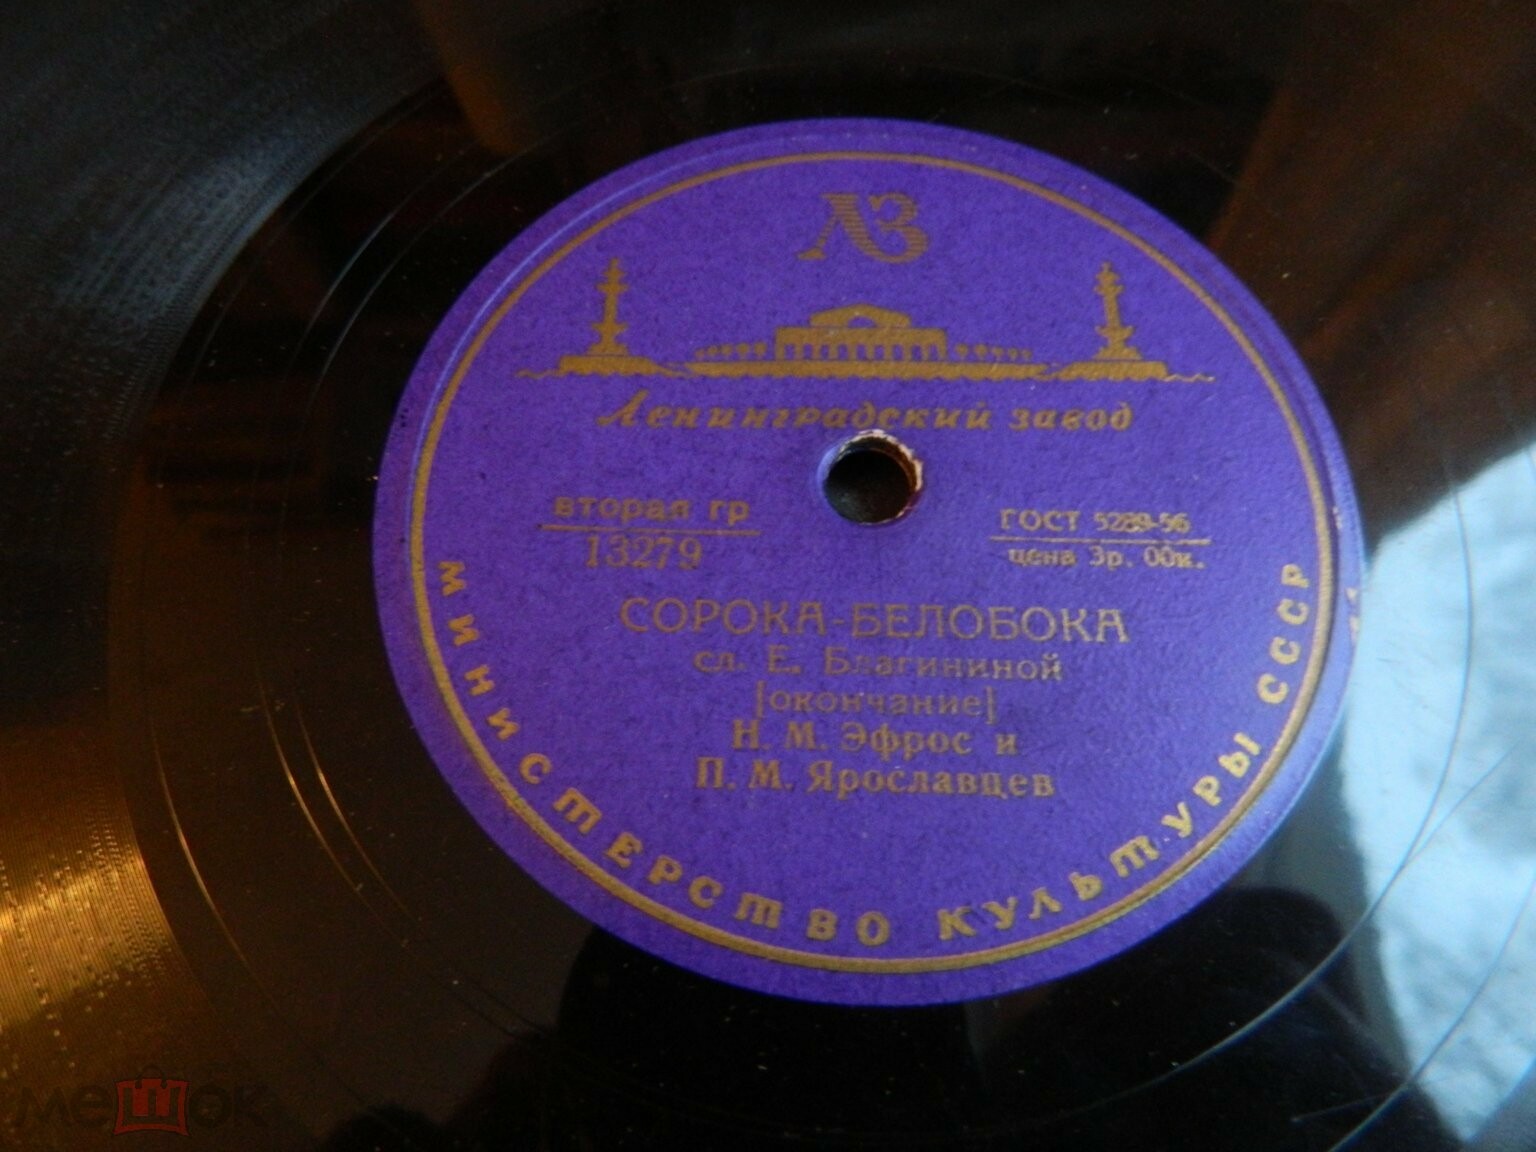 ЛЗ
Ленинградский завод
вторая гр
13279
ГОСТ 5289-56
цена 3р. 00к.
СОРОКА-БЕЛОБОКА
сл. Е. Благининой
[окончание]
Н. М. Эфрос и
П. М. Ярославцев
МИНИСТЕРСТВО КУЛЬТУРЫ СССР
мешок